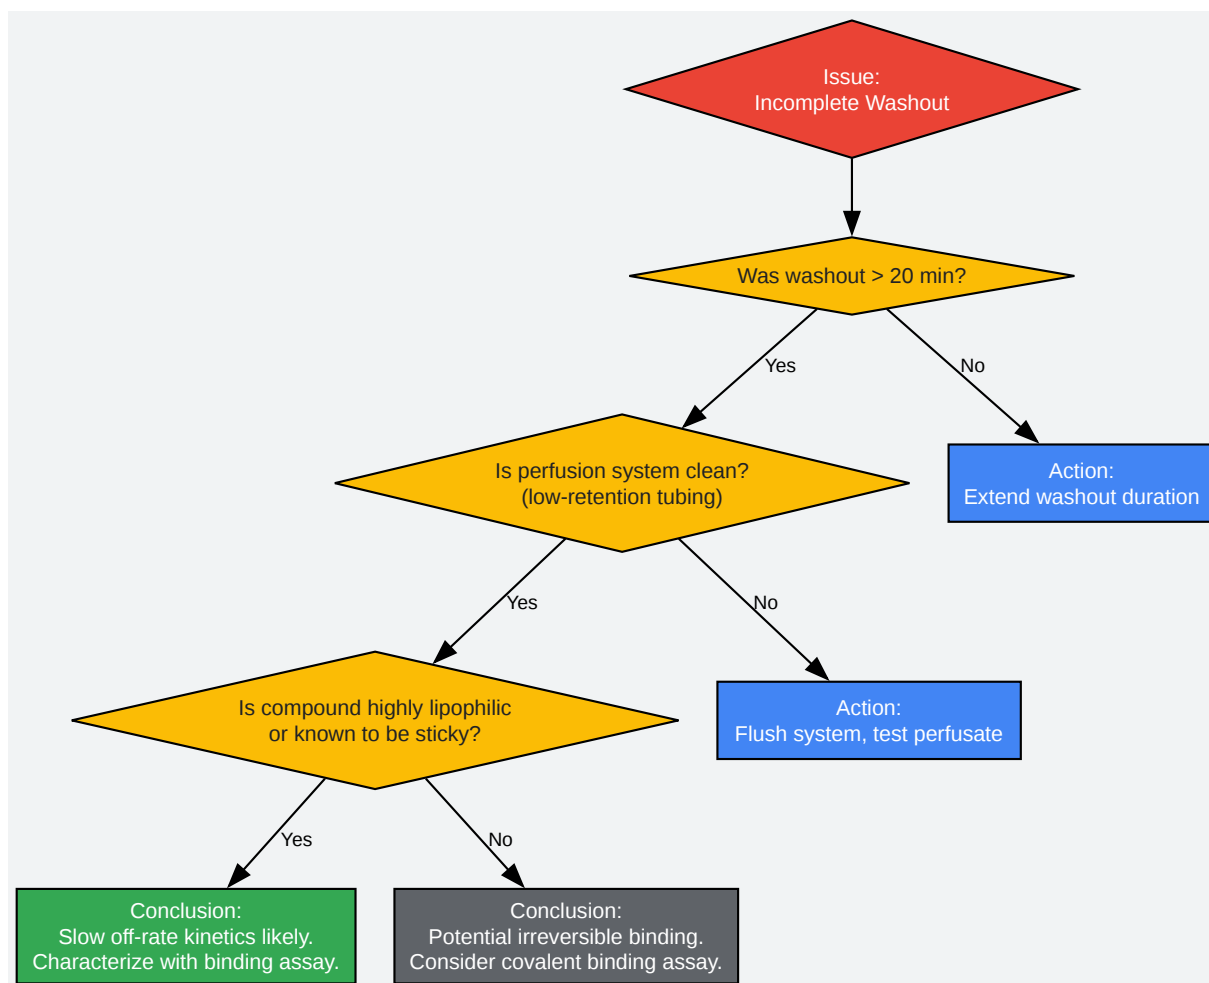 Issue:
Incomplete Washout
Was washout > 20 min?
Yes
No
Is perfusion system clean?
(low-retention tubing)
Action:
Extend washout duration
Yes
No
Is compound highly lipophilic
or known to be sticky?
Action:
Flush system, test perfusate
Yes
No
Conclusion:
Slow off-rate kinetics likely.
Characterize with binding assay.
Conclusion:
Potential irreversible binding.
Consider covalent binding assay.